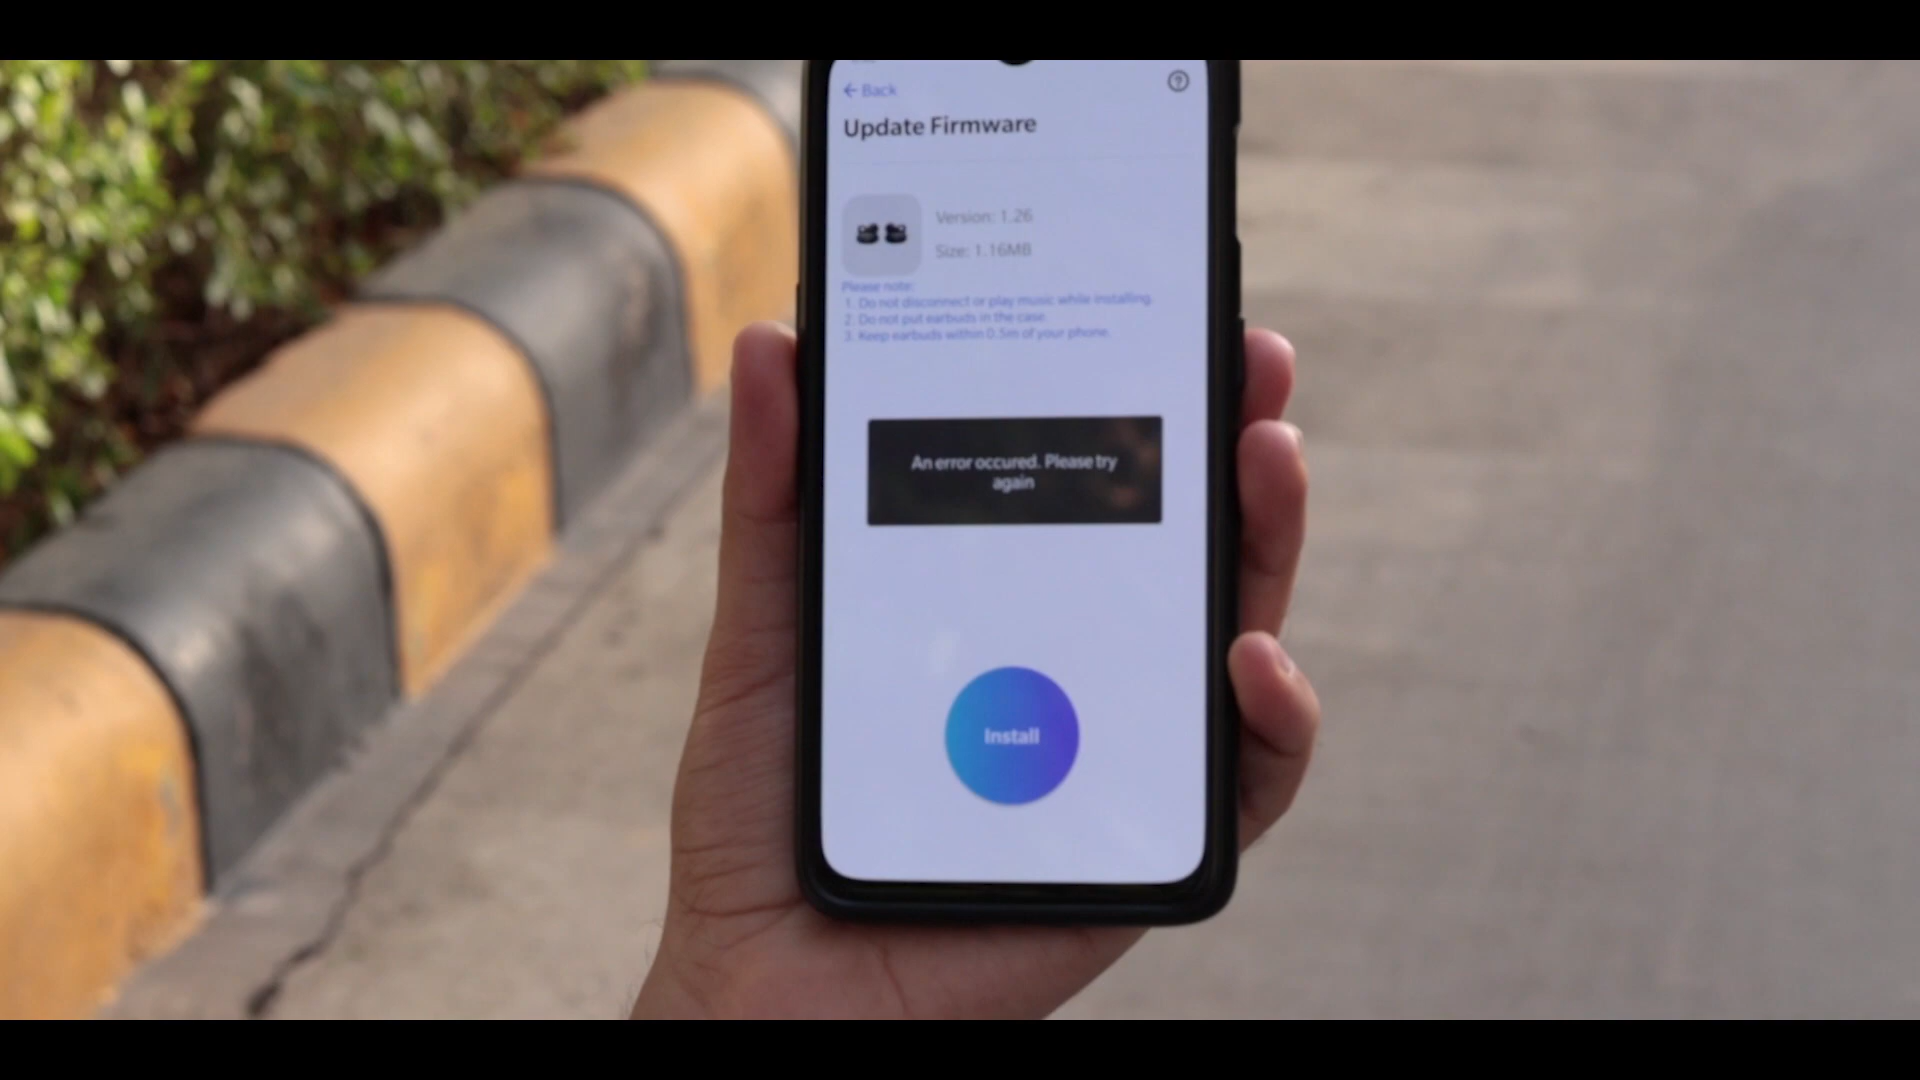 Back
Update Firmware
Version: 1.26
Size: 1.16MB
Please note:
1. Do not disconnect or play music while installing.
2. Do not put earbuds in the case.
3. Keep earbuds within 0.5m of your phone.
An error occured. Please try
again
Install